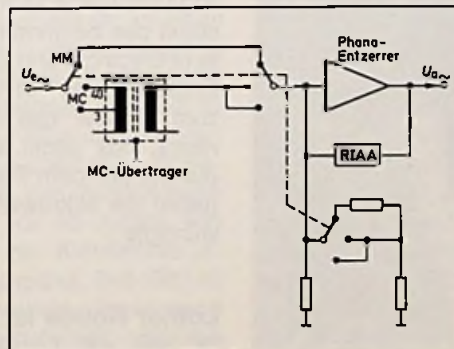 Phono-
Entzerrer
MM
Ue~
Ua~
MC
40
3
RIAA
MC-Übertrager